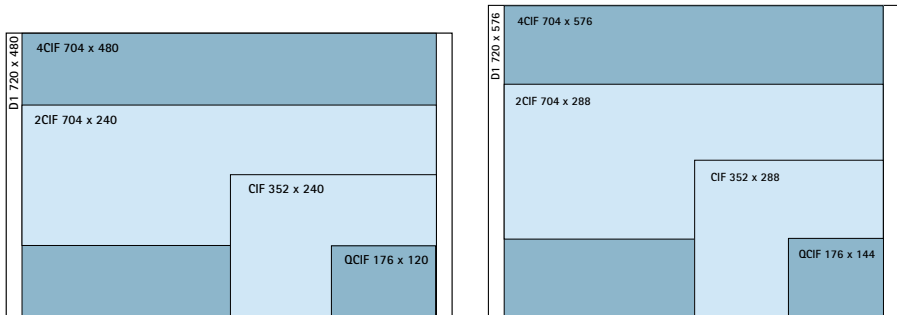 D1 720 x 480
4CIF 704 x 480
2CIF 704 x 240
CIF 352 x 240
QCIF 176 x 120
D1 720 x 576
4CIF 704 x 576
2CIF 704 x 288
CIF 352 x 288
QCIF 176 x 144